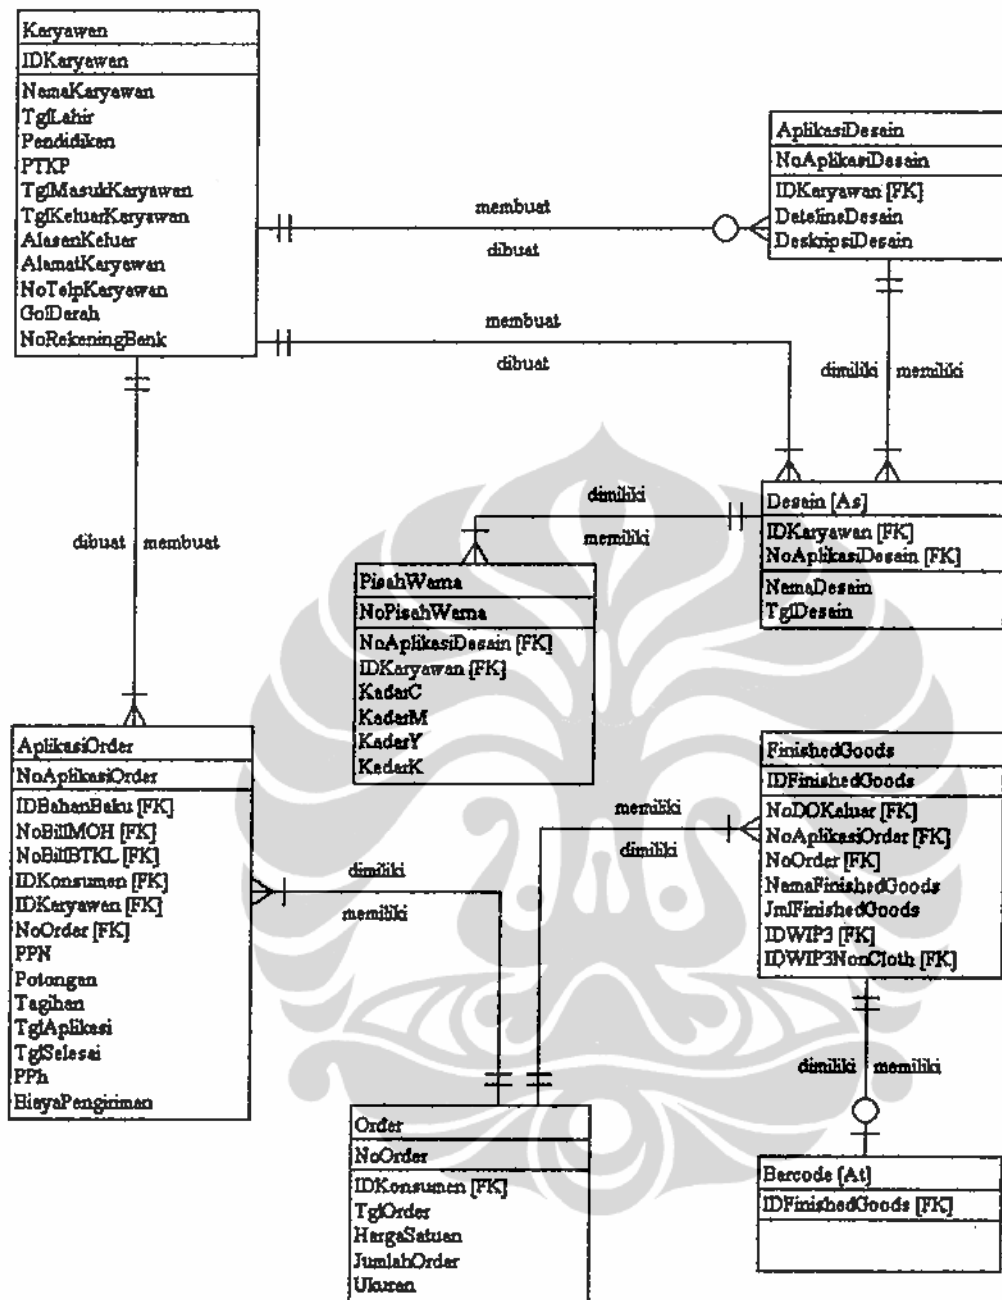 Karyawan
IDKaryawan
NamaKaryawan
TglLahir
Pendidikan
PTKP
TglMasukKaryawan
TglKeluarKaryawan
AlasanKeluar
AlamatKaryawan
NoTelpKaryawan
GolDarah
NoRekeningBank
membuat
dibuat
AplikasiDesain
NoAplikasiDesain
IDKaryawan [FK]
DatelineDesain
DeskripsiDesain
membuat
dibuat
dimiliki memiliki
dimiliki
memiliki
Desain [As]
IDKaryawan [FK]
NoAplikasiDesain [FK]
NamaDesain
TglDesain
dibuat membuat
PisahWarna
NoPisahWarna
NoAplikasiDesain [FK]
IDKaryawan [FK]
KadarC
KadarM
KadarY
KadarK
AplikasiOrder
NoAplikasiOrder
IDBahanBaku [FK]
NoBillMOH [FK]
NoBillBTKL [FK]
IDKonsumen [FK]
IDKaryawan [FK]
NoOrder [FK]
PPN
Potongan
Tagihan
TglAplikasi
TglSelesai
PPh
BiayaPengiriman
dimiliki
memiliki
memiliki
dimiliki
FinishedGoods
IDFinishedGoods
NoDOKeluar [FK]
NoAplikasiOrder [FK]
NoOrder [FK]
NamaFinishedGoods
JmlFinishedGoods
IDWIP3 [FK]
IDWIP3NonCloth [FK]
dimiliki memiliki
Order
NoOrder
IDKonsumen [FK]
TglOrder
HargaSatuan
JumlahOrder
Ukuran
Barcode [At]
IDFinishedGoods [FK]